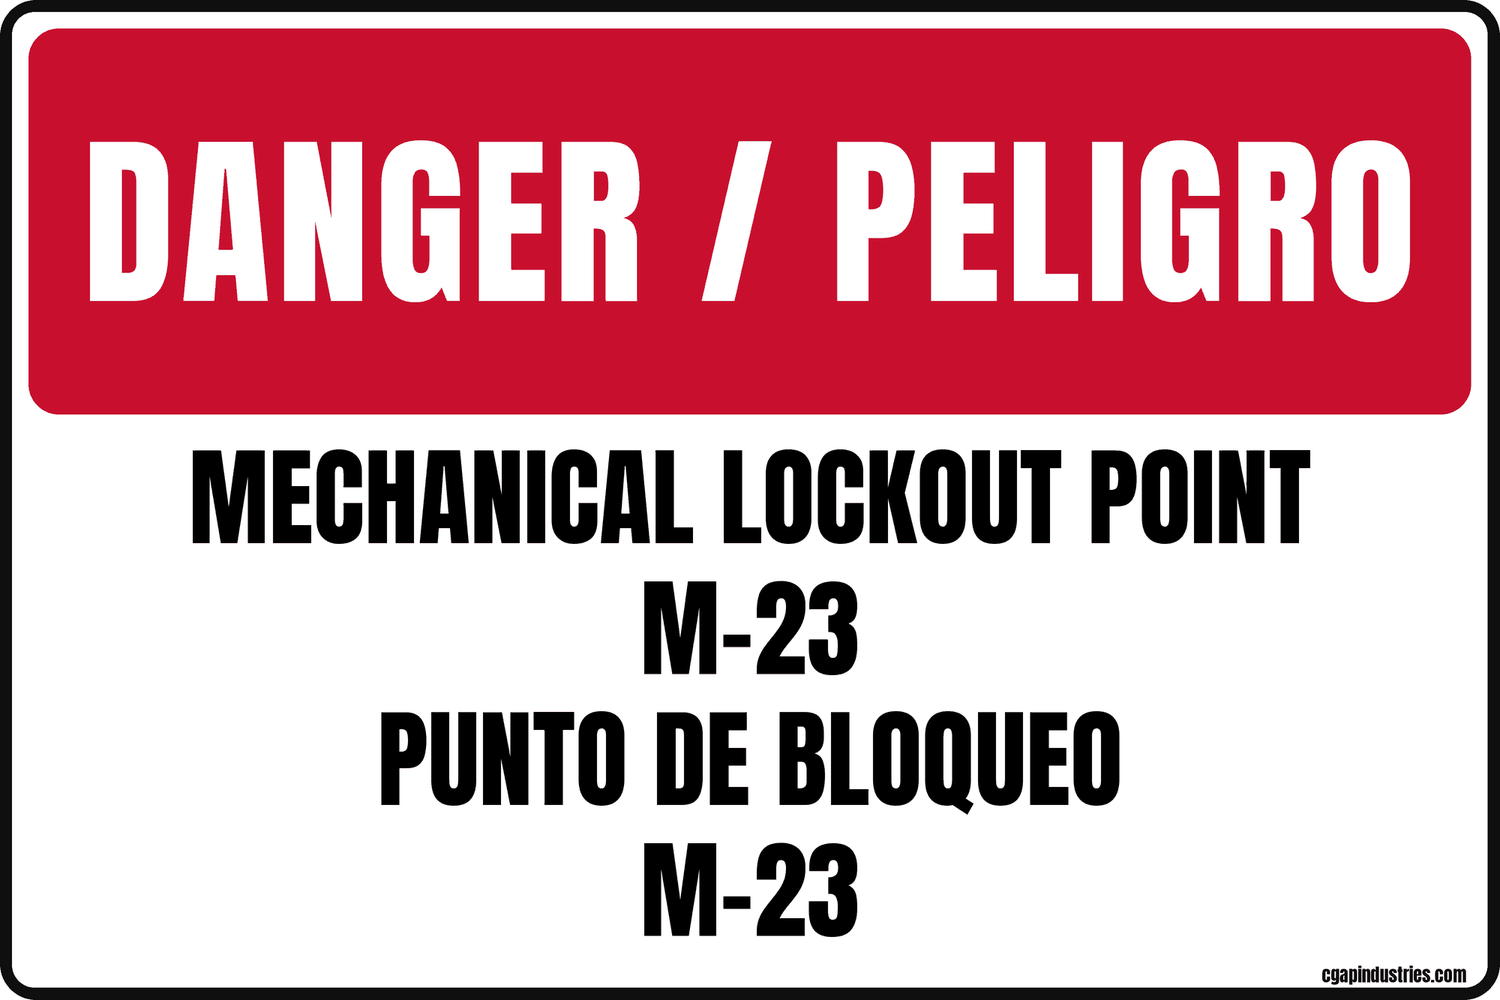 DANGER / PELIGRO
MECHANICAL LOCKOUT POINT
M-23
PUNTO DE BLOQUEO
M-23
cgapindustries.com